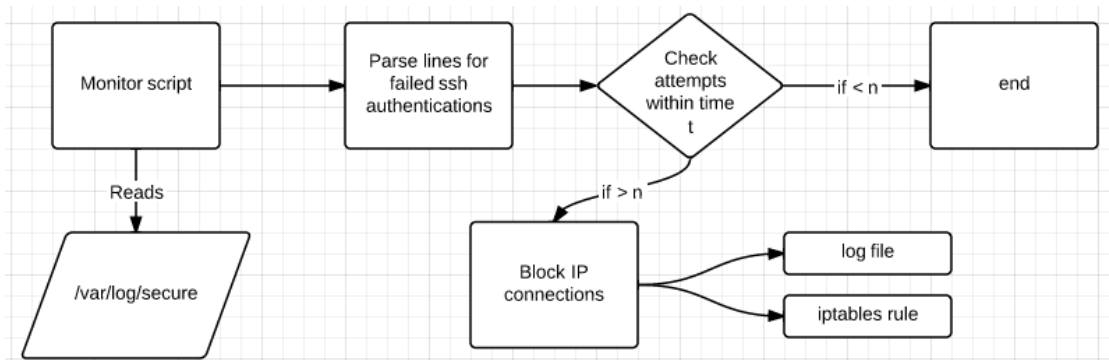 Monitor script
Parse lines for
failed ssh
authentications
Check
attempts
within time
t
if < n
end
Reads
if > n
/var/log/secure
Block IP
connections
log file
iptables rule